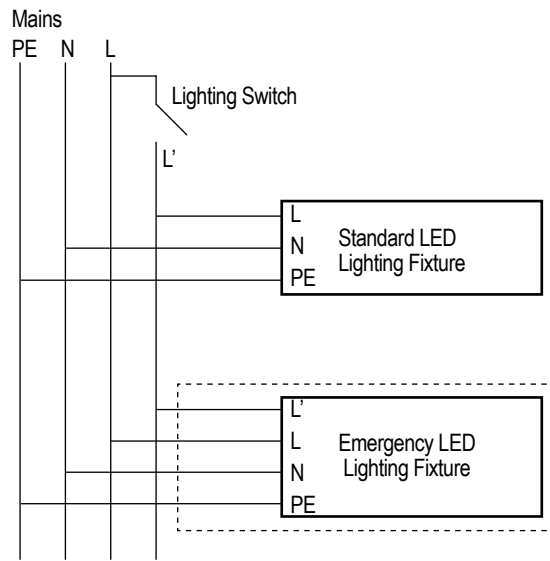 Mains
PE N L
Lighting Switch
L’
L
N
PE
Standard LED
Lighting Fixture
L’
L
N
PE
Emergency LED
Lighting Fixture